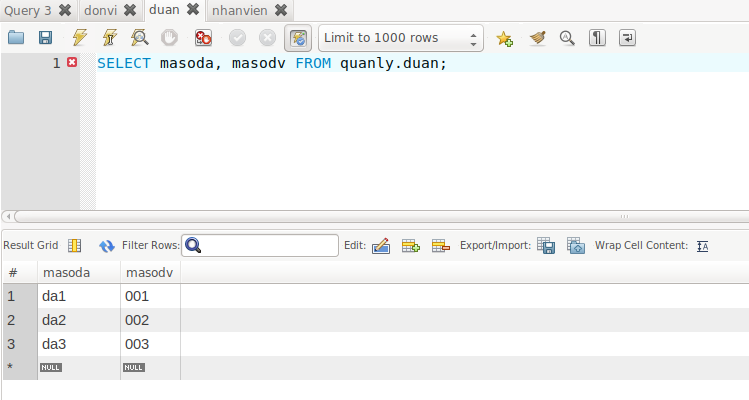 Query 3 donvi duan nhanvien
Limit to 1000 rows
1 SELECT masoda, masodv FROM quanly.duan;
Result Grid Filter Rows: Edit: Export/Import: Wrap Cell Content:
# masoda masodv
1 da1 001
2 da2 002
3 da3 003
* NULL NULL